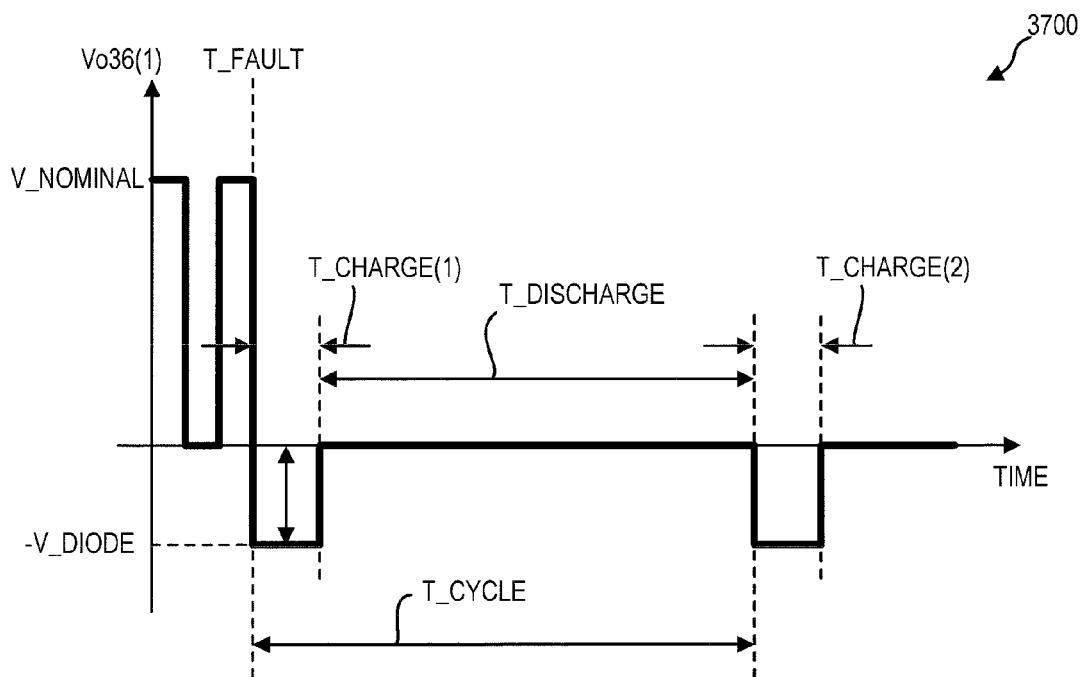 3700
Vo36(1)
T_FAULT
V_NOMINAL
T_CHARGE(1)
T_DISCHARGE
T_CHARGE(2)
TIME
-V_DIODE
T_CYCLE